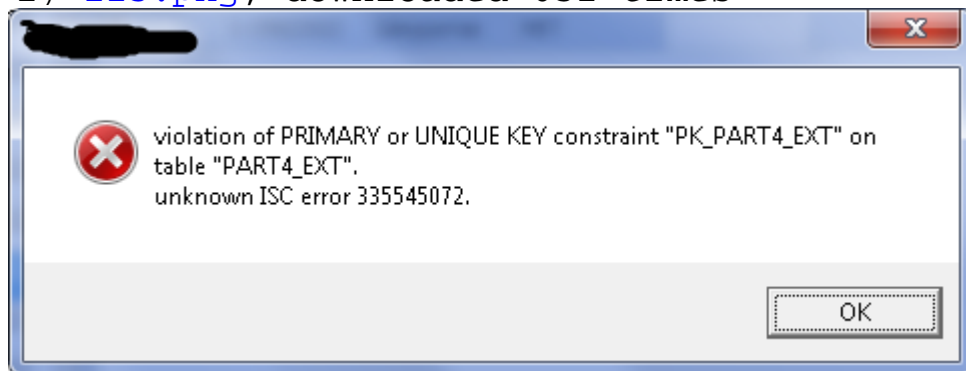 violation of PRIMARY or UNIQUE KEY constraint "PK_PART4_EXT" on
table "PART4_EXT".
unknown ISC error 335545072.
OK